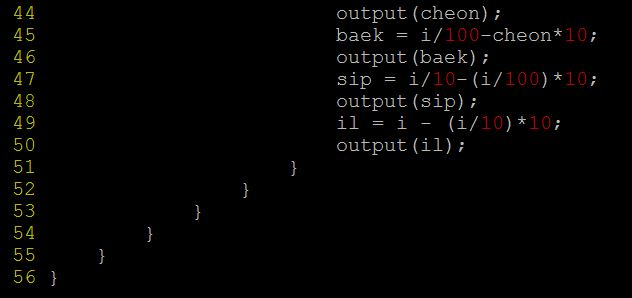 44                         output(cheon);
45                         baek = i/100-cheon*10;
46                         output(baek);
47                         sip = i/10-(i/100)*10;
48                         output(sip);
49                         il = i - (i/10)*10;
50                         output(il);
51                     }
52                 }
53             }
54         }
55     }
56 }